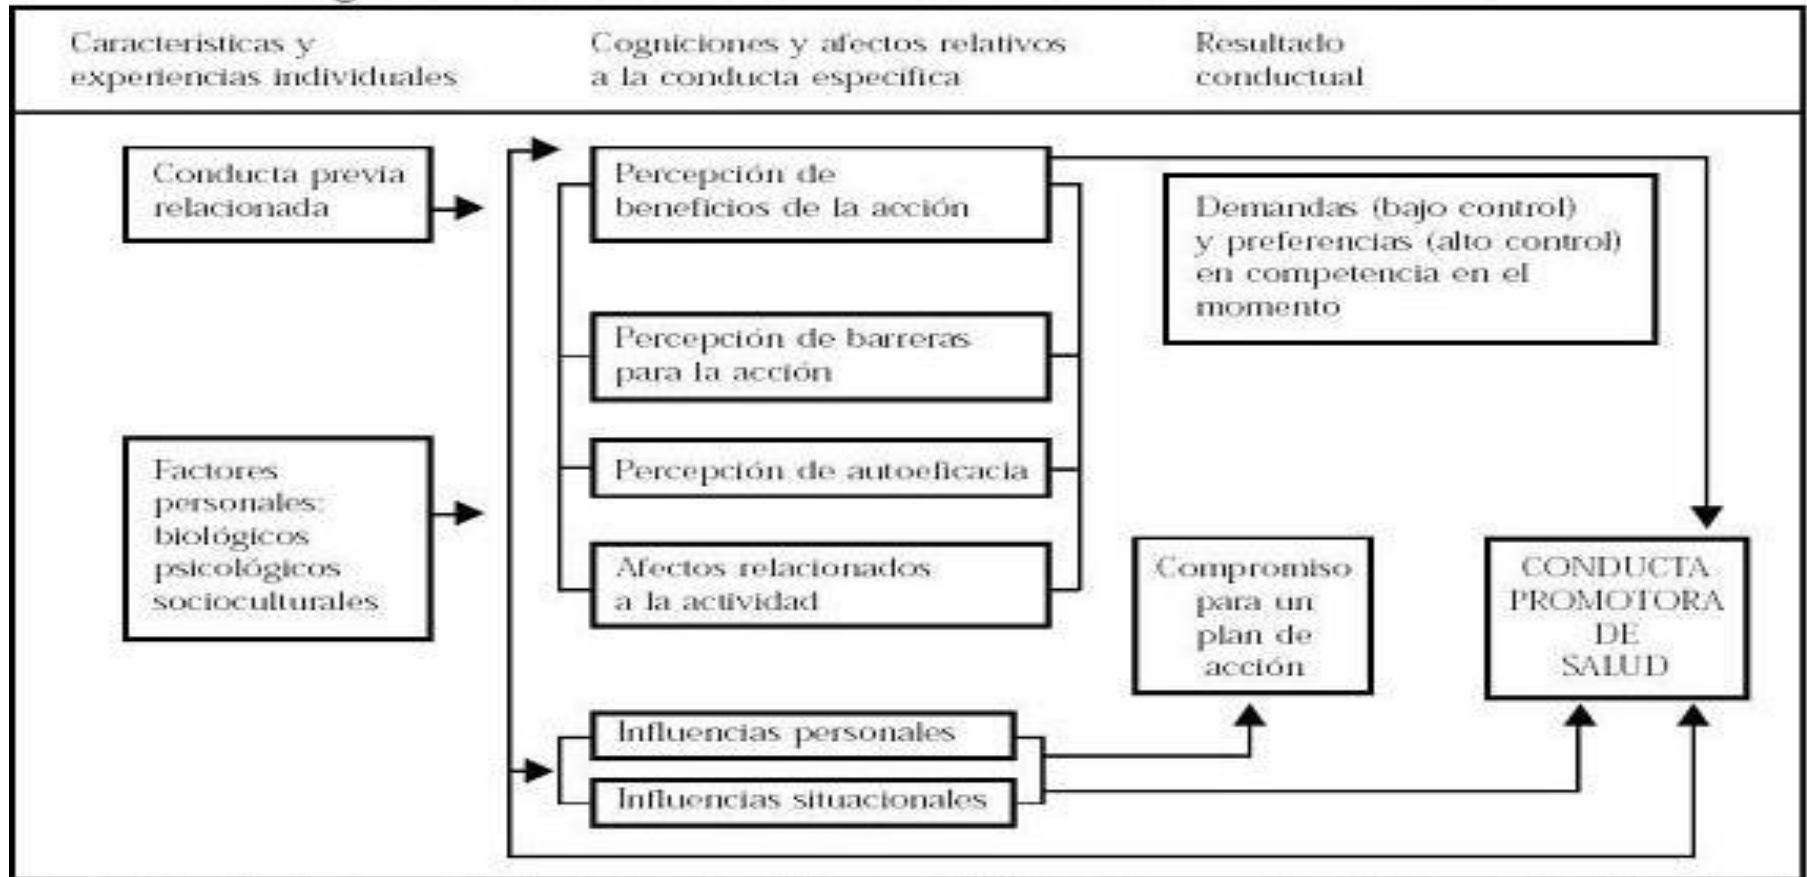 Características y
experiencias individuales
Cogniciones y afectos relativos
a la conducta específica
Resultado
conductual
Conducta previa
relacionada
Factores
personales:
biológicos
psicológicos
socioculturales
Percepción de
beneficios de la acción
Percepción de barreras
para la acción
Percepción de autoeficacia
Afectos relacionados
a la actividad
Influencias personales
Influencias situacionales
Demandas (bajo control)
y preferencias (alto control)
en competencia en el
momento
Compromiso
para un
plan de
acción
CONDUCTA
PROMOTORA
DE
SALUD